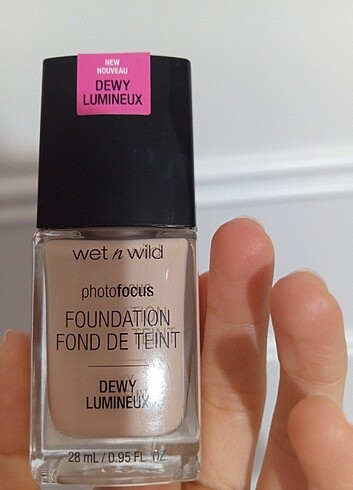 NEW
NOUVEAU
DEWY
LUMINEUX
wet n wild
photofocus
FOUNDATION
FOND DE TEINT
DEWY
LUMINEUX
28 mL / 0.95 FL. OZ.